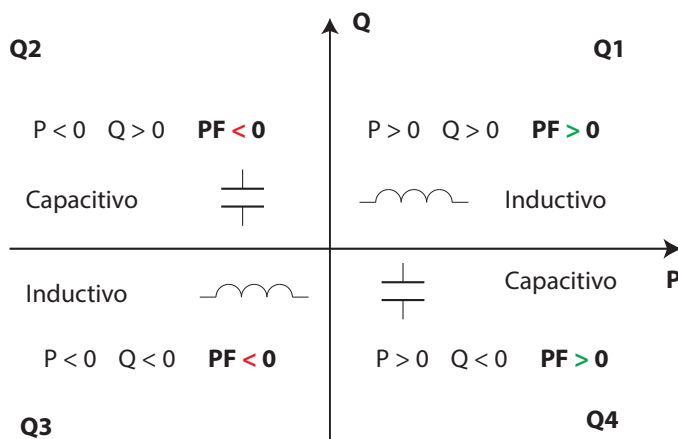 Q
Q2 Q1
P < 0 Q > 0 PF < 0 P > 0 Q > 0 PF > 0
Capacitivo Inductivo
Inductivo Capacitivo P
P < 0 Q < 0 PF < 0 P > 0 Q < 0 PF > 0
Q3 Q4